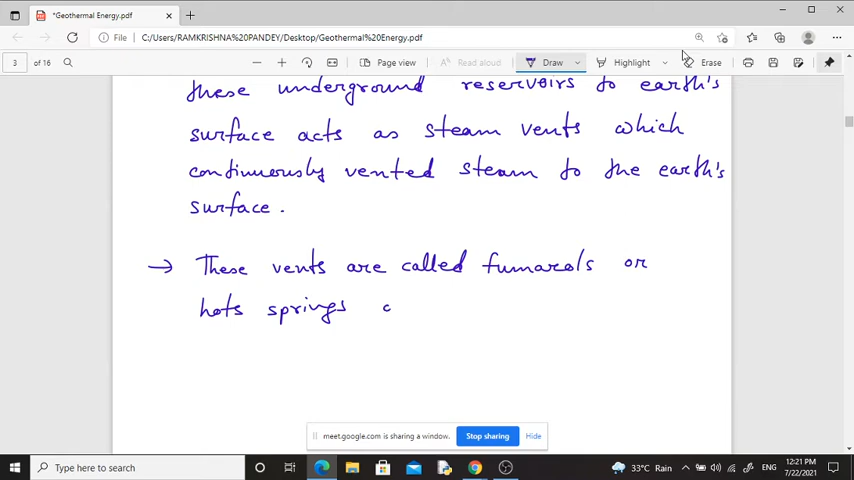 *Geothermal Energy.pdf
File C:/Users/RAMKRISHNA%20PANDEY/Desktop/Geothermal%20Energy.pdf
3 of 16 Page view Read aloud Draw Highlight Erase
these underground reservoirs to earth's
surface acts as steam vents which
continuously vented steam to the earth's
surface.
→ These vents are called fumarols or
hots springs c
meet.google.com is sharing a window. Stop sharing Hide
Type here to search 33°C Rain ENG 12:21 PM
7/22/2021